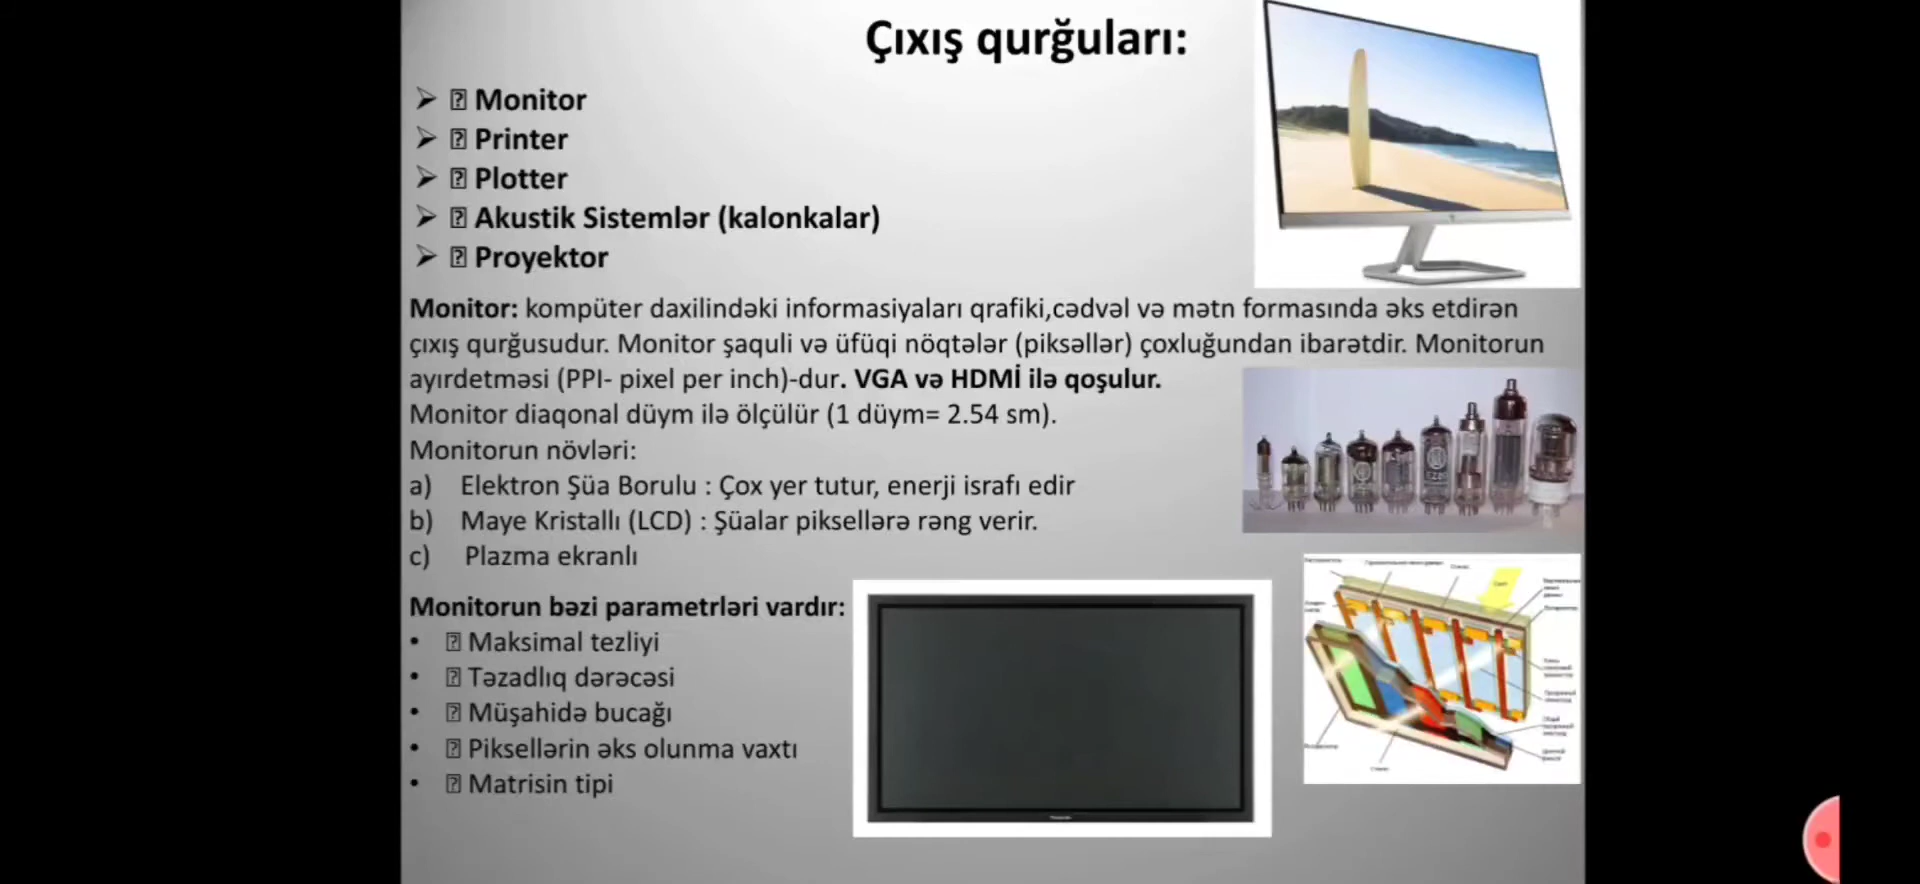 Çıxış qurğuları:
Monitor
Printer
Plotter
Akustik Sistemlər (kalonkalar)
Proyektor
Monitor: kompüter daxilindəki informasiyaları qrafiki,cədvəl və mətn formasında əks etdirən
çıxış qurğusudur. Monitor şaquli və üfüqi nöqtələr (piksəllər) çoxluğundan ibarətdir. Monitorun
ayırdetməsi (PPI- pixel per inch)-dur. VGA və HDMİ ilə qoşulur.
Monitor diaqonal düym ilə ölçülür (1 düym= 2.54 sm).
Monitorun növləri:
a) Elektron Şüa Borulu : Çox yer tutur, enerji israfı edir
b) Maye Kristallı (LCD) : Şüalar piksellərə rəng verir.
c) Plazma ekranlı
Monitorun bəzi parametrləri vardır:
• Maksimal tezliyi
• Təzadlıq dərəcəsi
• Müşahidə bucağı
• Piksellərin əks olunma vaxtı
• Matrisin tipi